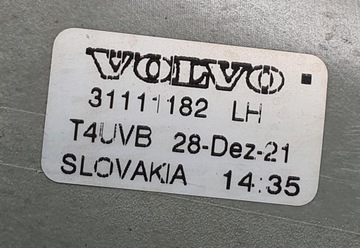 VOLVO
31111182 LH
T4UVB 28-Dez-21
SLOVAKIA 14:35